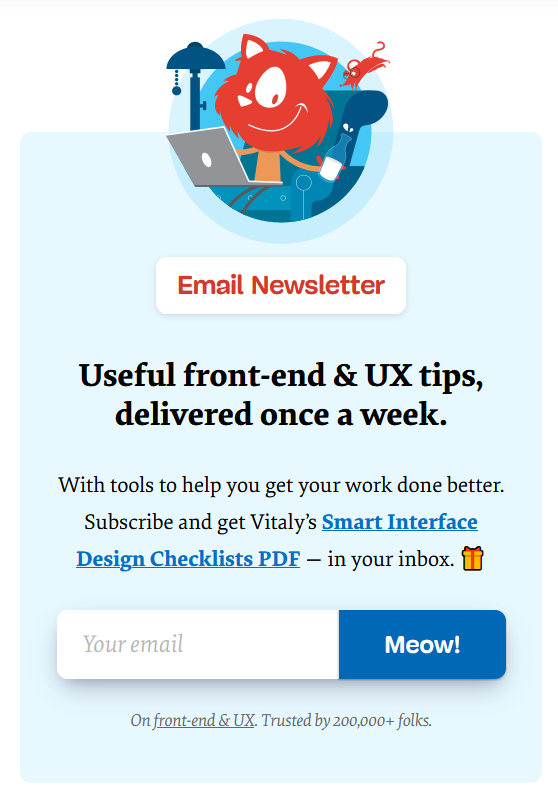 Email Newsletter
Useful front-end & UX tips,
delivered once a week.
With tools to help you get your work done better.
Subscribe and get Vitaly’s Smart Interface
Design Checklists PDF — in your inbox. 🎁
Your email
Meow!
On front-end & UX. Trusted by 200,000+ folks.